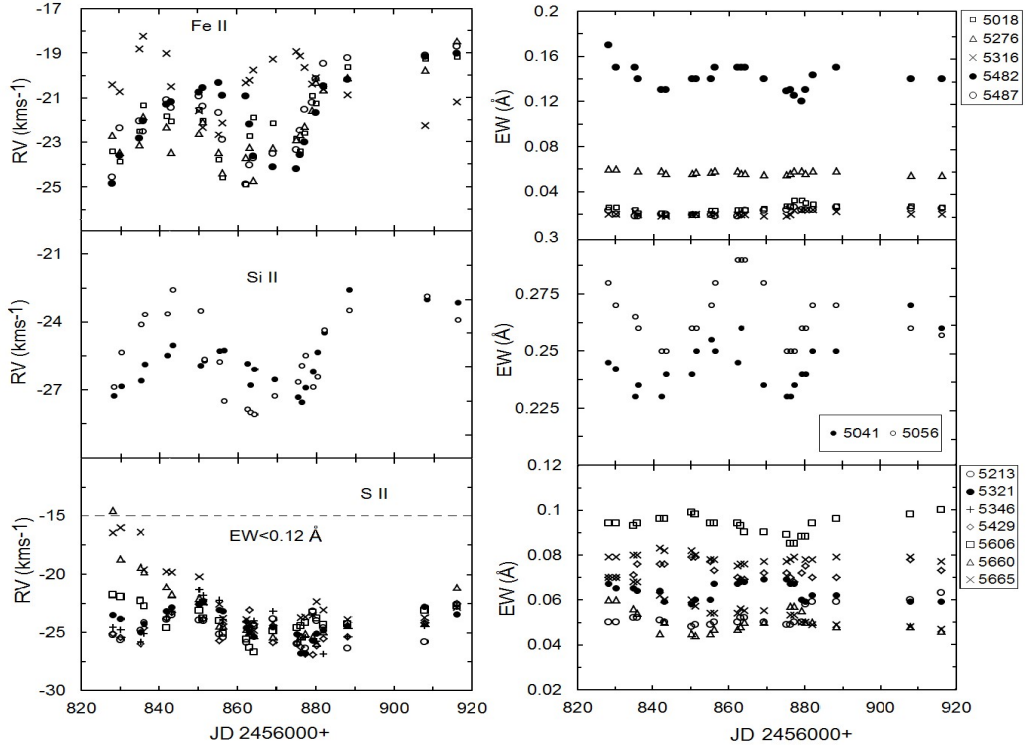 Fe II
-17
-19
-21
-23
-25
RV (kms-1)
Si II
-21
-24
-27
RV (kms-1)
S II
EW<0.12 Å
-10
-15
-20
-25
-30
RV (kms-1)
820 840 860 880 900 920
JD 2456000+
0.2
0.16
0.12
0.08
0.04
EW (Å)
5018
5276
5316
5482
5487
0.3
0.275
0.25
0.225
EW (Å)
5041 5056
0.12
0.1
0.08
0.06
0.04
0.02
EW (Å)
5213
5321
5346
5429
5606
5660
5665
820 840 860 880 900 920
JD 2456000+